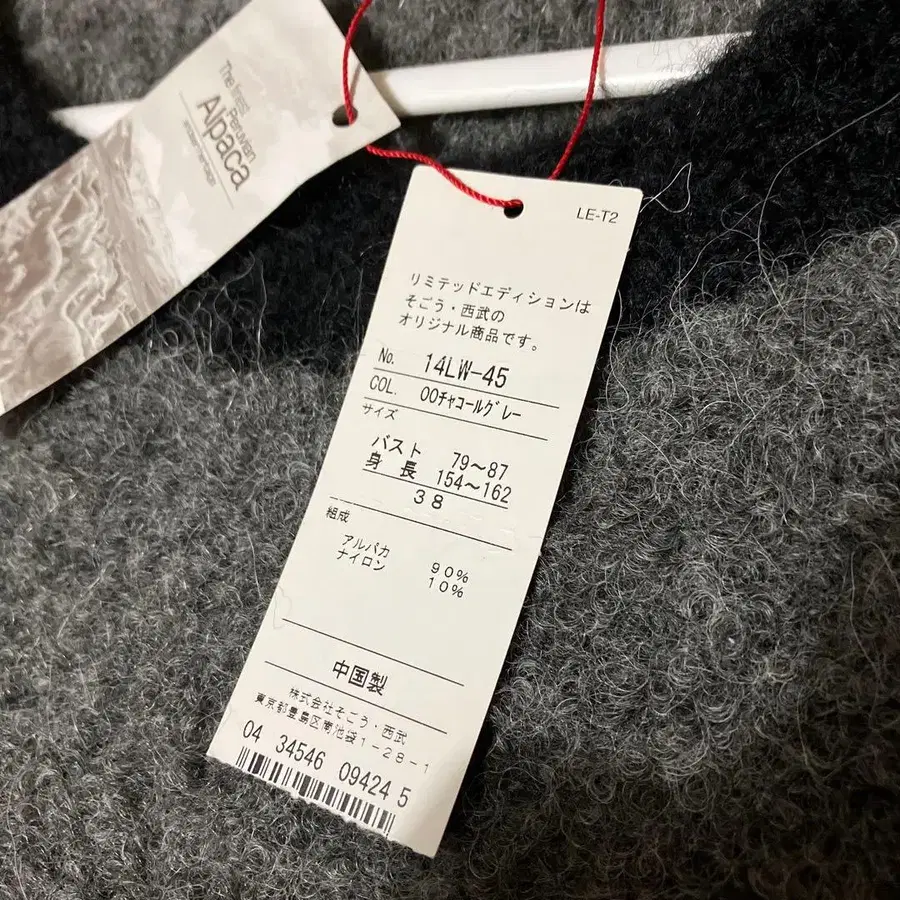 The finest
Peruvian
Alpaca
LE-T2
リミテッドエディションは
そごう・西武の
オリジナル商品です。
No. 14LW-45
COL. 00チャコールグレー
サイズ
バスト 79〜87
身長 154〜162
38
組成
アルパカ 90%
ナイロン 10%
中国製
株式会社そごう・西武
東京都豊島区南池袋1-28-1
04 34546 09424 5